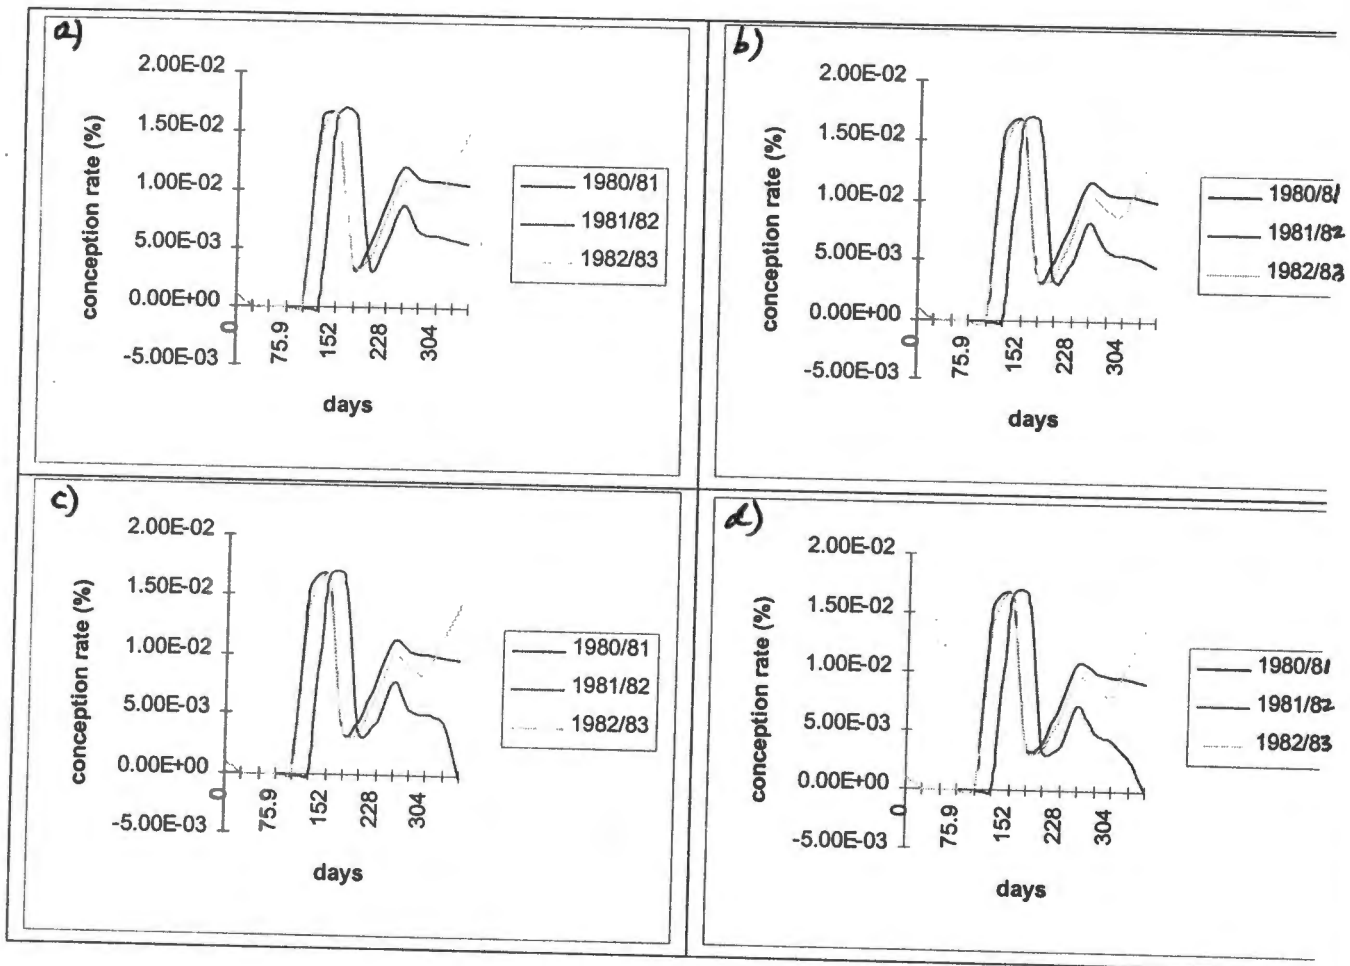 a)
2.00E-02
1.50E-02
1.00E-02
5.00E-03
0.00E+00
-5.00E-03
conception rate (%)
0
75.9
152
228
304
days
1980/81
1981/82
1982/83
b)
2.00E-02
1.50E-02
1.00E-02
5.00E-03
0.00E+00
-5.00E-03
conception rate (%)
0
75.9
152
228
304
days
1980/81
1981/82
1982/83
c)
2.00E-02
1.50E-02
1.00E-02
5.00E-03
0.00E+00
-5.00E-03
conception rate (%)
0
75.9
152
228
304
days
1980/81
1981/82
1982/83
d)
2.00E-02
1.50E-02
1.00E-02
5.00E-03
0.00E+00
-5.00E-03
conception rate (%)
0
75.9
152
228
304
days
1980/81
1981/82
1982/83